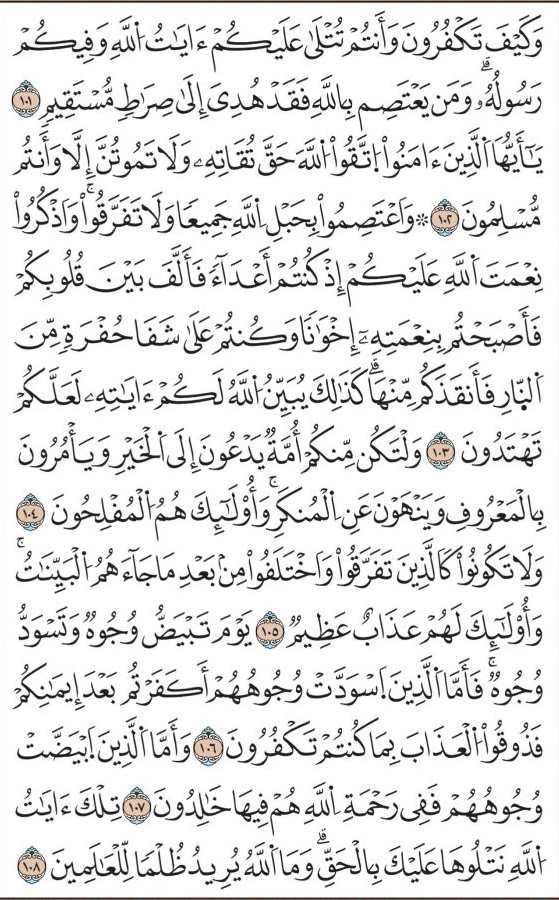 وَكَيْفَ تَكْفُرُونَ وَأَنتُمْ تُتْلَىٰ عَلَيْكُمْ ءَايَٰتُ ٱللَّهِ وَفِيكُمْ
رَسُولُهُۥۗ وَمَن يَعْتَصِم بِٱللَّهِ فَقَدْ هُدِىَ إِلَىٰ صِرَٰطٍ مُّسْتَقِيمٍ ١٠١
يَٰٓأَيُّهَا ٱلَّذِينَ ءَامَنُوا۟ ٱتَّقُوا۟ ٱللَّهَ حَقَّ تُقَاتِهِۦ وَلَا تَمُوتُنَّ إِلَّا وَأَنتُم
مُّسْلِمُونَ ١٠٢ ۞ وَٱعْتَصِمُوا۟ بِحَبْلِ ٱللَّهِ جَمِيعًا وَلَا تَفَرَّقُوا۟ۚ وَٱذْكُرُوا۟
نِعْمَتَ ٱللَّهِ عَلَيْكُمْ إِذْ كُنتُمْ أَعْدَآءً فَأَلَّفَ بَيْنَ قُلُوبِكُمْ
فَأَصْبَحْتُم بِنِعْمَتِهِۦٓ إِخْوَٰنًا وَكُنتُمْ عَلَىٰ شَفَا حُفْرَةٍ مِّنَ
ٱلنَّارِ فَأَنقَذَكُم مِّنْهَاۗ كَذَٰلِكَ يُبَيِّنُ ٱللَّهُ لَكُمْ ءَايَٰتِهِۦ لَعَلَّكُمْ
تَهْتَدُونَ ١٠٣ وَلْتَكُن مِّنكُمْ أُمَّةٌ يَدْعُونَ إِلَى ٱلْخَيْرِ وَيَأْمُرُونَ
بِٱلْمَعْرُوفِ وَيَنْهَوْنَ عَنِ ٱلْمُنكَرِۚ وَأُو۟لَٰٓئِكَ هُمُ ٱلْمُفْلِحُونَ ١٠٤
وَلَا تَكُونُوا۟ كَٱلَّذِينَ تَفَرَّقُوا۟ وَٱخْتَلَفُوا۟ مِنۢ بَعْدِ مَا جَآءَهُمُ ٱلْبَيِّنَٰتُۚ
وَأُو۟لَٰٓئِكَ لَهُمْ عَذَابٌ عَظِيمٌ ١٠٥ يَوْمَ تَبْيَضُّ وُجُوهٌ وَتَسْوَدُّ
وُجُوهٌۚ فَأَمَّا ٱلَّذِينَ ٱسْوَدَّتْ وُجُوهُهُمْ أَكَفَرْتُم بَعْدَ إِيمَٰنِكُمْ
فَذُوقُوا۟ ٱلْعَذَابَ بِمَا كُنتُمْ تَكْفُرُونَ ١٠٦ وَأَمَّا ٱلَّذِينَ ٱبْيَضَّتْ
وُجُوهُهُمْ فَفِى رَحْمَةِ ٱللَّهِ هُمْ فِيهَا خَٰلِدُونَ ١٠٧ تِلْكَ ءَايَٰتُ
ٱللَّهِ نَتْلُوهَا عَلَيْكَ بِٱلْحَقِّۗ وَمَا ٱللَّهُ يُرِيدُ ظُلْمًا لِّلْعَٰلَمِينَ ١٠٨